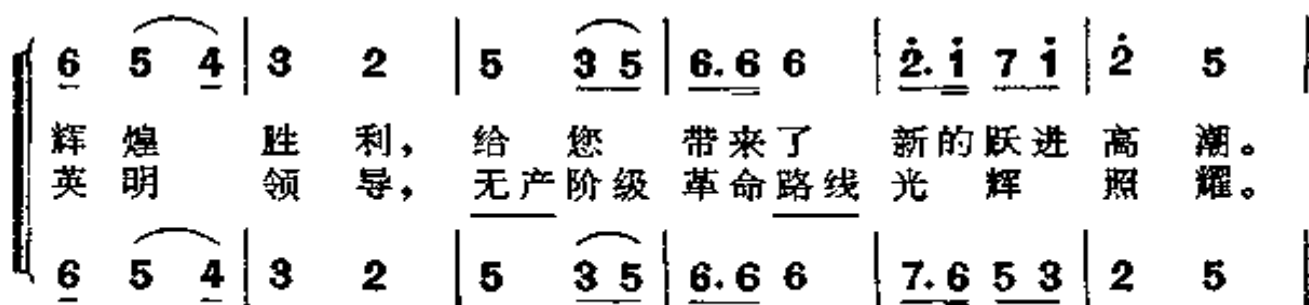 6 5 4 | 3 2 | 5 3 5 | 6. 6 6 | 2̇. 1̇ 7 1̇ | 2̇ 5 |
辉 煌 胜 利， 给 您 带来了 新的跃进 高 潮。
英 明 领 导， 无产阶级 革命路线 光 辉 照 耀。
6 5 4 | 3 2 | 5 3 5 | 6. 6 6 | 7. 6 5 3 | 2 5 |